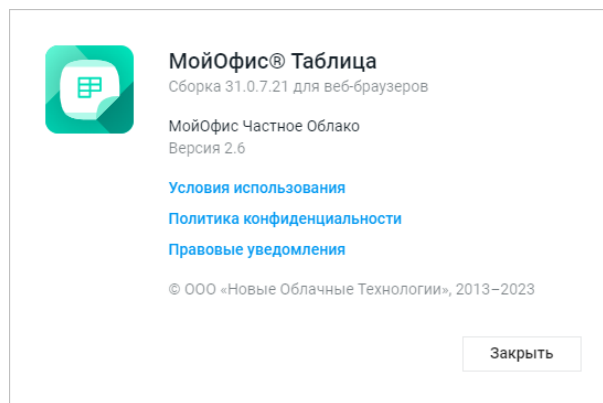 МойОфис® Таблица
Сборка 31.0.7.21 для веб-браузеров
МойОфис Частное Облако
Версия 2.6
Условия использования
Политика конфиденциальности
Правовые уведомления
© ООО «Новые Облачные Технологии», 2013–2023
Закрыть